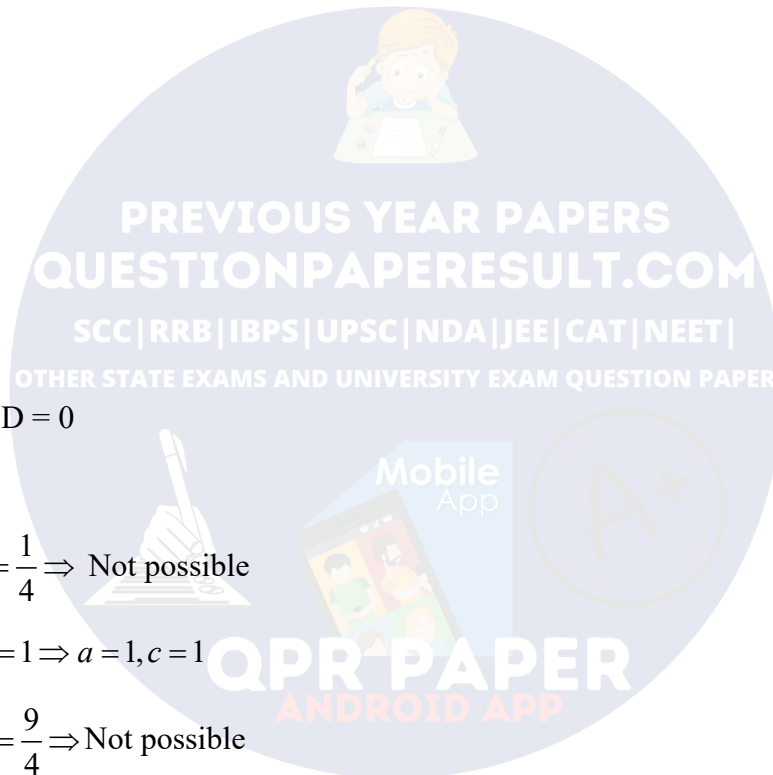 PREVIOUS YEAR PAPERS
QUESTIONPAPERESULT.COM
SCC|RRB|IBPS|UPSC|NDA|JEE|CAT|NEET|
OTHER STATE EXAMS AND UNIVERSITY EXAM QUESTION PAPER
D = 0
Mobile
App
A+
= 1/4 ⇒ Not possible
= 1 ⇒ a = 1, c = 1
QPR PAPER
ANDROID APP
= 9/4 ⇒ Not possible